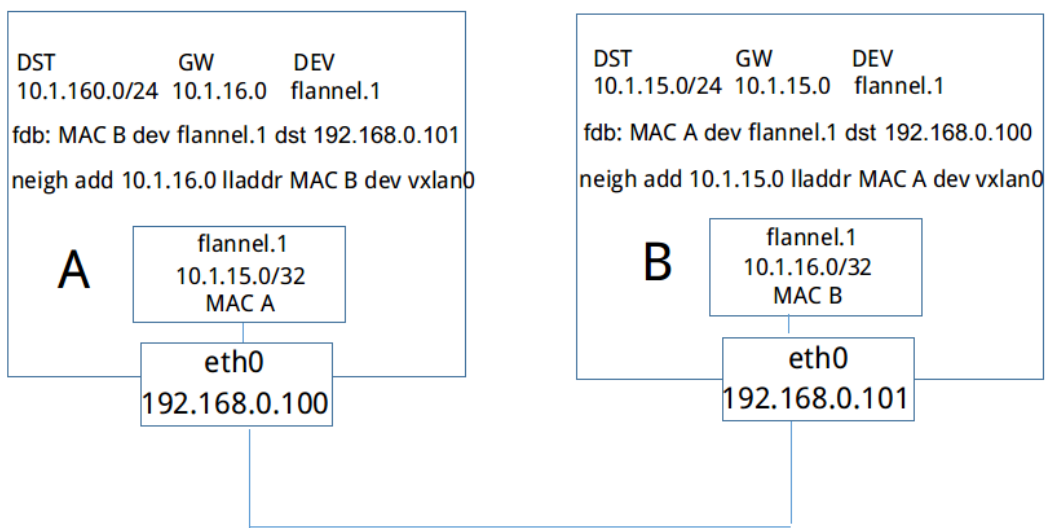 DST GW DEV
10.1.160.0/24 10.1.16.0 flannel.1
fdb: MAC B dev flannel.1 dst 192.168.0.101
neigh add 10.1.16.0 lladdr MAC B dev vxlan0
A
flannel.1
10.1.15.0/32
MAC A
eth0
192.168.0.100
DST GW DEV
10.1.15.0/24 10.1.15.0 flannel.1
fdb: MAC A dev flannel.1 dst 192.168.0.100
neigh add 10.1.15.0 lladdr MAC A dev vxlan0
B
flannel.1
10.1.16.0/32
MAC B
eth0
192.168.0.101